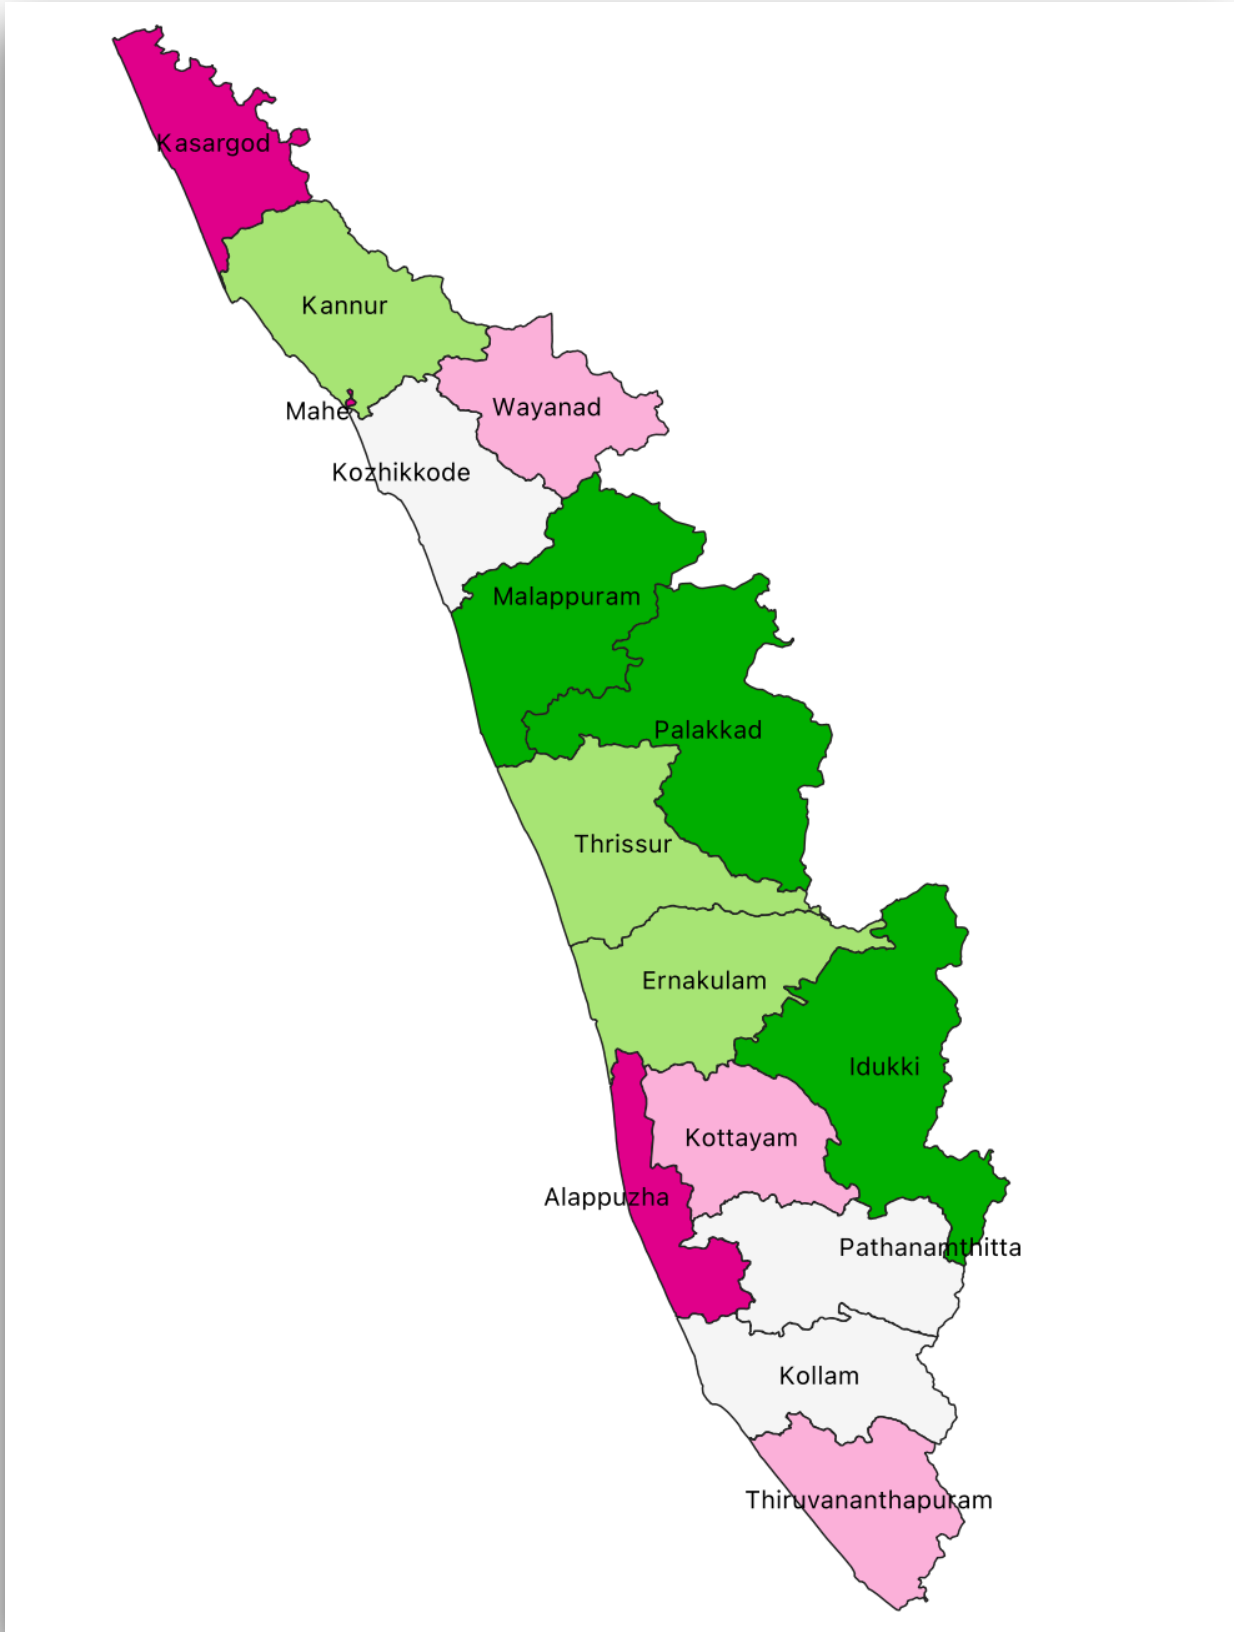 Kasargod
Kannur
Mahe
Wayanad
Kozhikkode
Malappuram
Palakkad
Thrissur
Ernakulam
Idukki
Kottayam
Alappuzha
Pathanamthitta
Kollam
Thiruvananthapuram